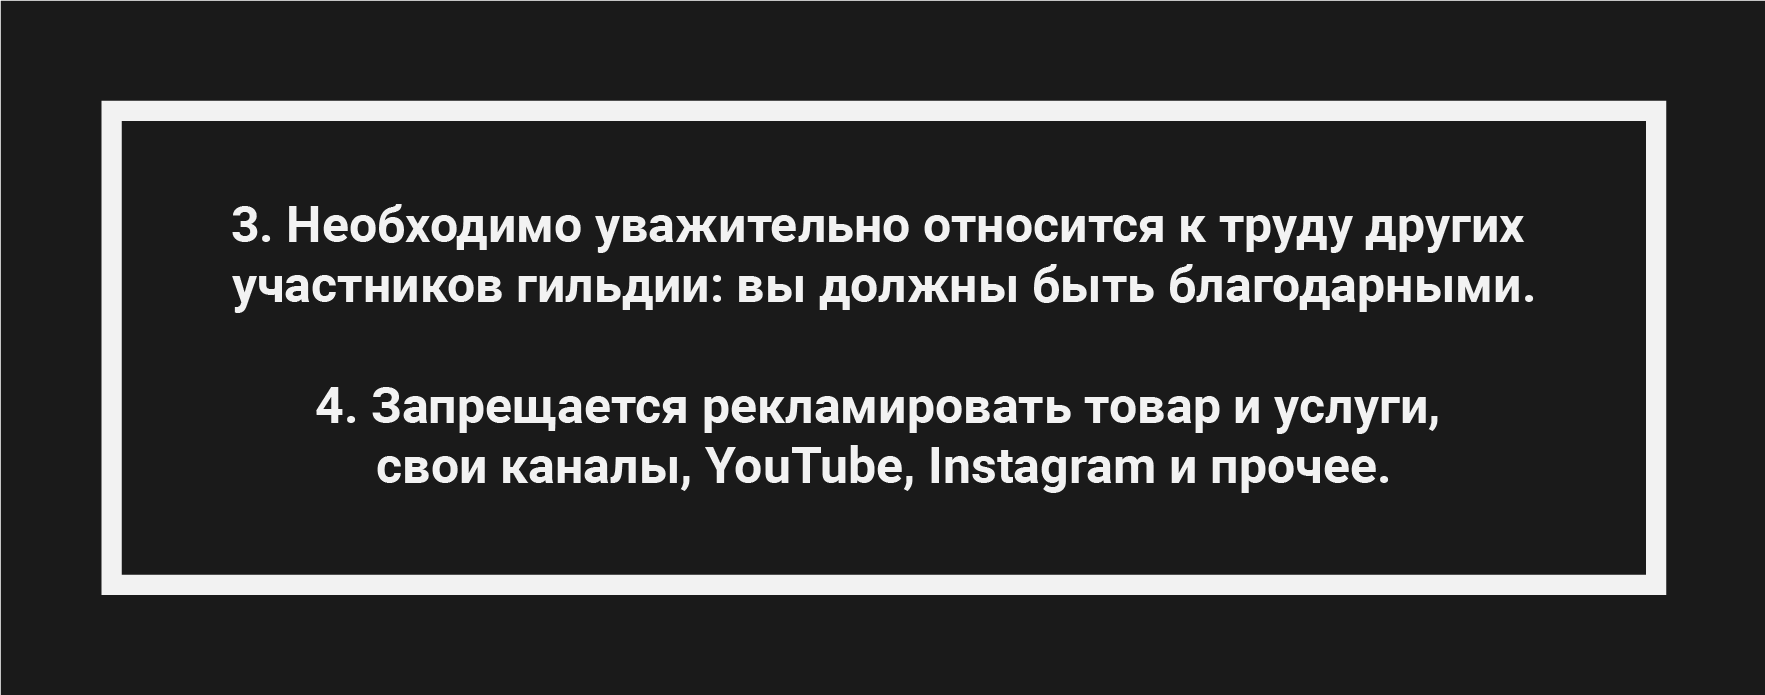 3. Необходимо уважительно относится к труду других
участников гильдии: вы должны быть благодарными.
4. Запрещается рекламировать товар и услуги,
свои каналы, YouTube, Instagram и прочее.